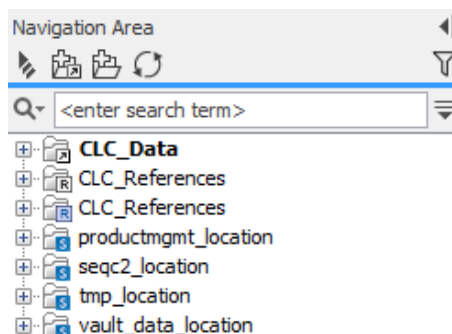 Navigation Area
<enter search term>
CLC_Data
R CLC_References
R CLC_References
S productmgmt_location
S seqc2_location
S tmp_location
S vault_data_location